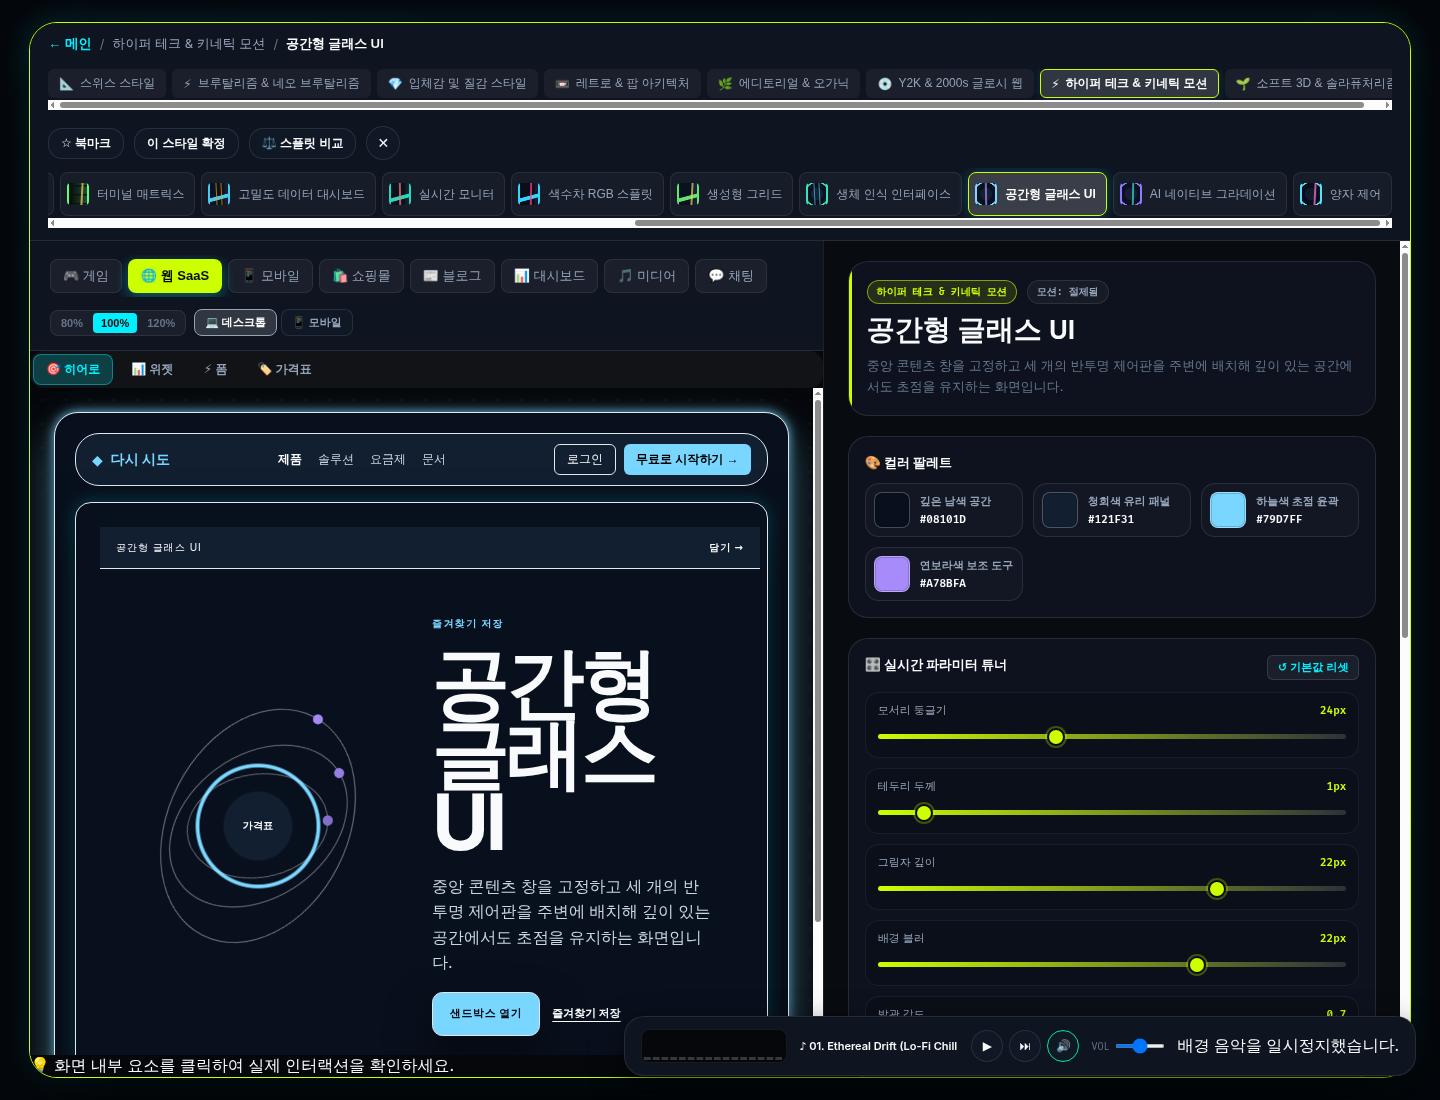 ← 메인 / 하이퍼 테크 & 키네틱 모션 / 공간형 글래스 UI
스위스 스타일
브루탈리즘 & 네오 브루탈리즘
입체감 및 질감 스타일
레트로 & 팝 아키텍처
에디토리얼 & 오가닉
Y2K & 2000s 글로시 웹
하이퍼 테크 & 키네틱 모션
소프트 3D & 솔라퓨처리즘
☆ 북마크
이 스타일 확정
스플릿 비교
✕
터미널 매트릭스
고밀도 데이터 대시보드
실시간 모니터
색수차 RGB 스플릿
생성형 그리드
생체 인식 인터페이스
공간형 글래스 UI
AI 네이티브 그라데이션
양자 제어
게임
웹 SaaS
모바일
쇼핑몰
블로그
대시보드
미디어
채팅
80%
100%
120%
데스크톱
모바일
히어로
위젯
폼
가격표
◆ 다시 시도
제품
솔루션
요금제
문서
로그인
무료로 시작하기 →
공간형 글래스 UI
담기 →
가격표
즐겨찾기 저장
공간형
글래스
UI
중앙 콘텐츠 창을 고정하고 세 개의 반
투명 제어판을 주변에 배치해 깊이 있는
공간에서도 초점을 유지하는 화면입니
다.
샌드박스 열기
즐겨찾기 저장
💡 화면 내부 요소를 클릭하여 실제 인터랙션을 확인하세요.
하이퍼 테크 & 키네틱 모션
모션: 절제됨
공간형 글래스 UI
중앙 콘텐츠 창을 고정하고 세 개의 반투명 제어판을 주변에 배치해 깊이 있는 공간에
서도 초점을 유지하는 화면입니다.
컬러 팔레트
깊은 남색 공간
#08101D
청회색 유리 패널
#121F31
하늘색 초점 윤곽
#79D7FF
연보라색 보조 도구
#A78BFA
실시간 파라미터 튜너
↺ 기본값 리셋
모서리 둥글기
24px
테두리 두께
1px
그림자 깊이
22px
배경 블러
22px
발광 강도
0.7
♪ 01. Ethereal Drift (Lo-Fi Chill
VOL
배경 음악을 일시정지했습니다.